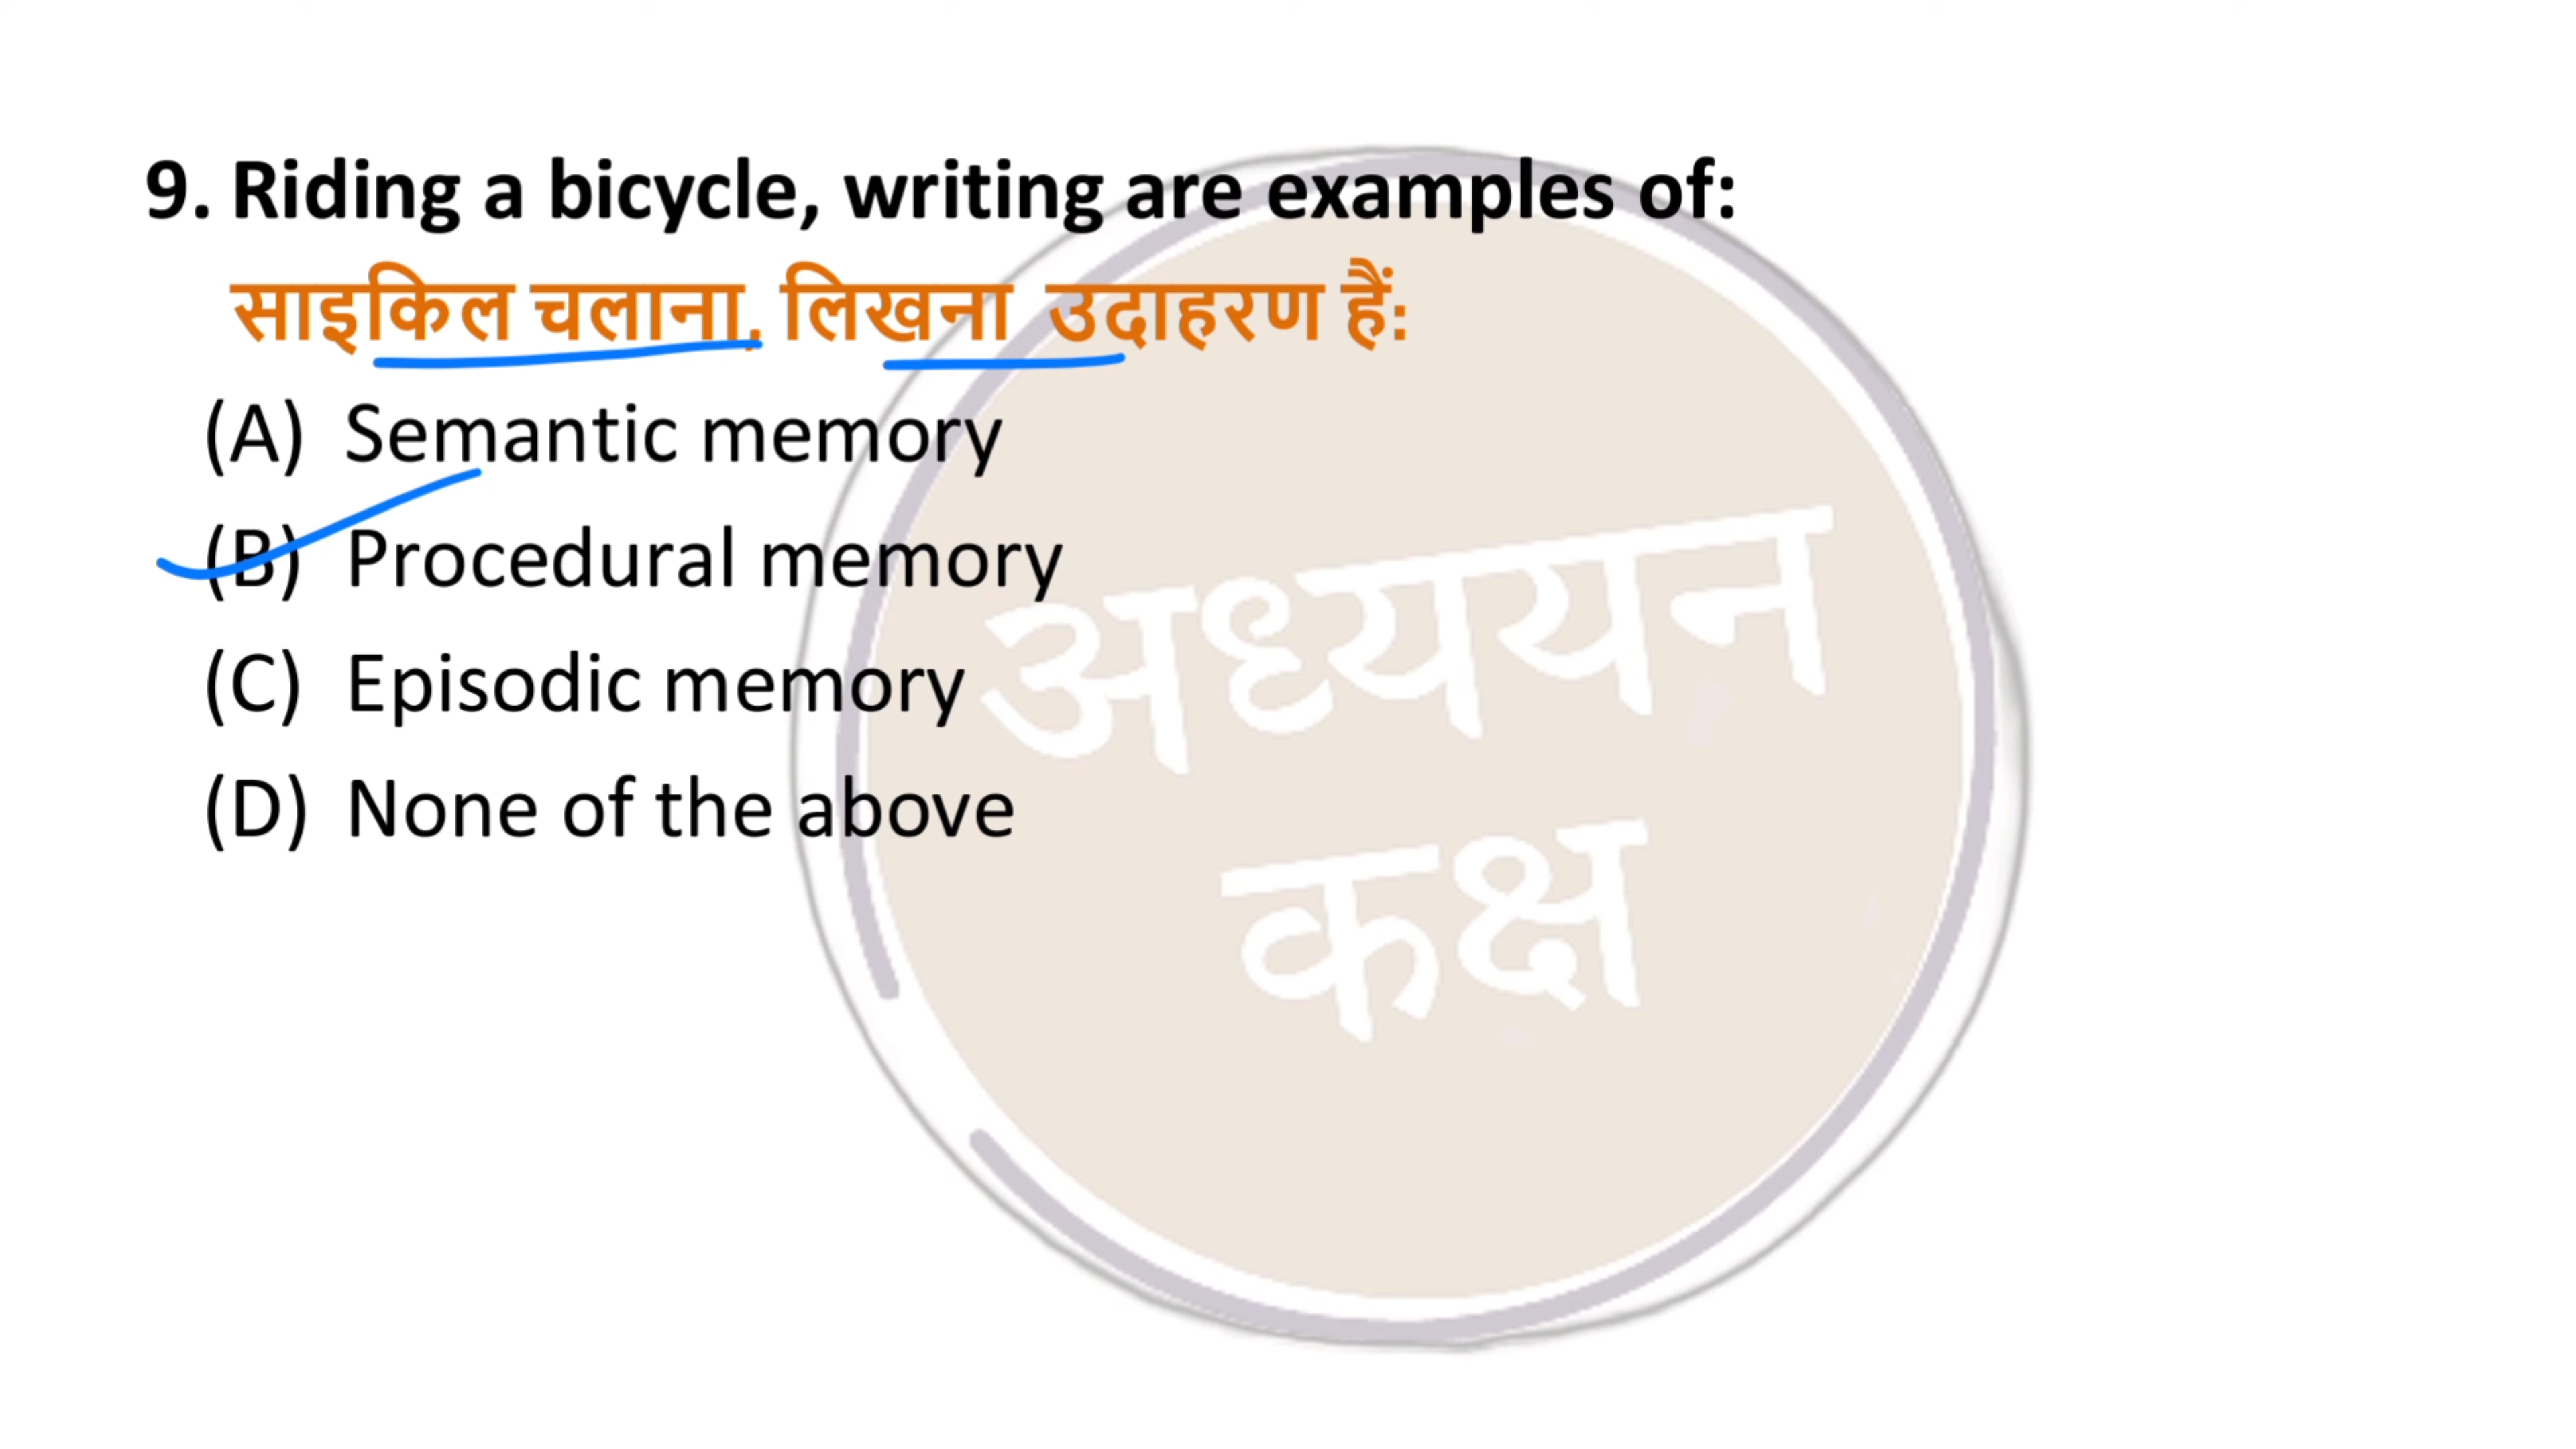 9. Riding a bicycle, writing are examples of:
साइकिल चलाना, लिखना उदाहरण हैं:
(A) Semantic memory
(B) Procedural memory
(C) Episodic memory
(D) None of the above
अध्ययन
कक्ष